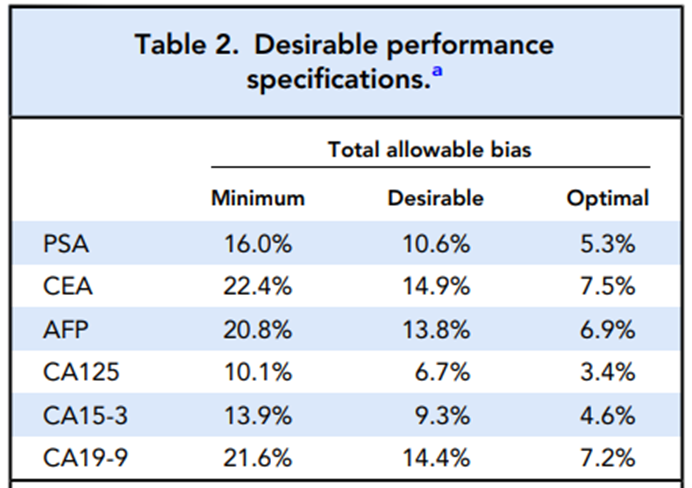 Table 2. Desirable performance
specifications.a
Total allowable bias
Minimum Desirable Optimal
PSA 16.0% 10.6% 5.3%
CEA 22.4% 14.9% 7.5%
AFP 20.8% 13.8% 6.9%
CA125 10.1% 6.7% 3.4%
CA15-3 13.9% 9.3% 4.6%
CA19-9 21.6% 14.4% 7.2%